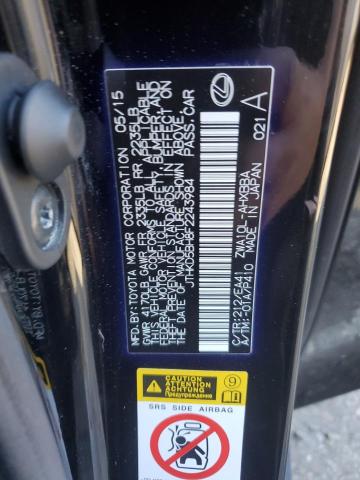 MFD.BY:TOYOTA MOTOR CORPORATION 05/15
GVWR 4170LB GAWR FR 2335LB RR 2235LB
THIS VEHICLE CONFORMS TO ALL APPLICABLE
FEDERAL MOTOR VEHICLE SAFETY, BUMPER AND
THEFT PREVENTION STANDARDS IN EFFECT ON
THE DATE OF MANUFACTURE SHOWN ABOVE.
JTHKD5BH8F2243984 PASS.CAR
C/TR:212/EA41 ZWA10L-AHXBBA
A/TM:-01A/P410 MADE IN JAPAN
021
A
CAUTION
ATTENTION
ACHTUNG
9
SRS SIDE AIRBAG